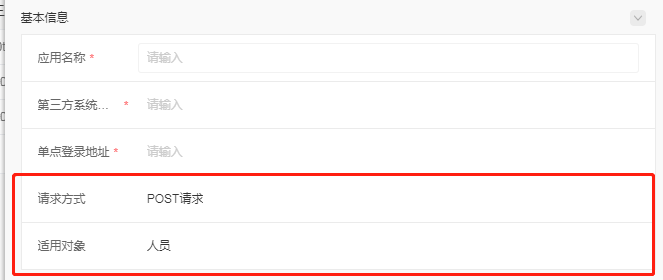 基本信息
应用名称 * 请输入
第三方系统... * 请输入
单点登录地址 * 请输入
请求方式 POST请求
适用对象 人员